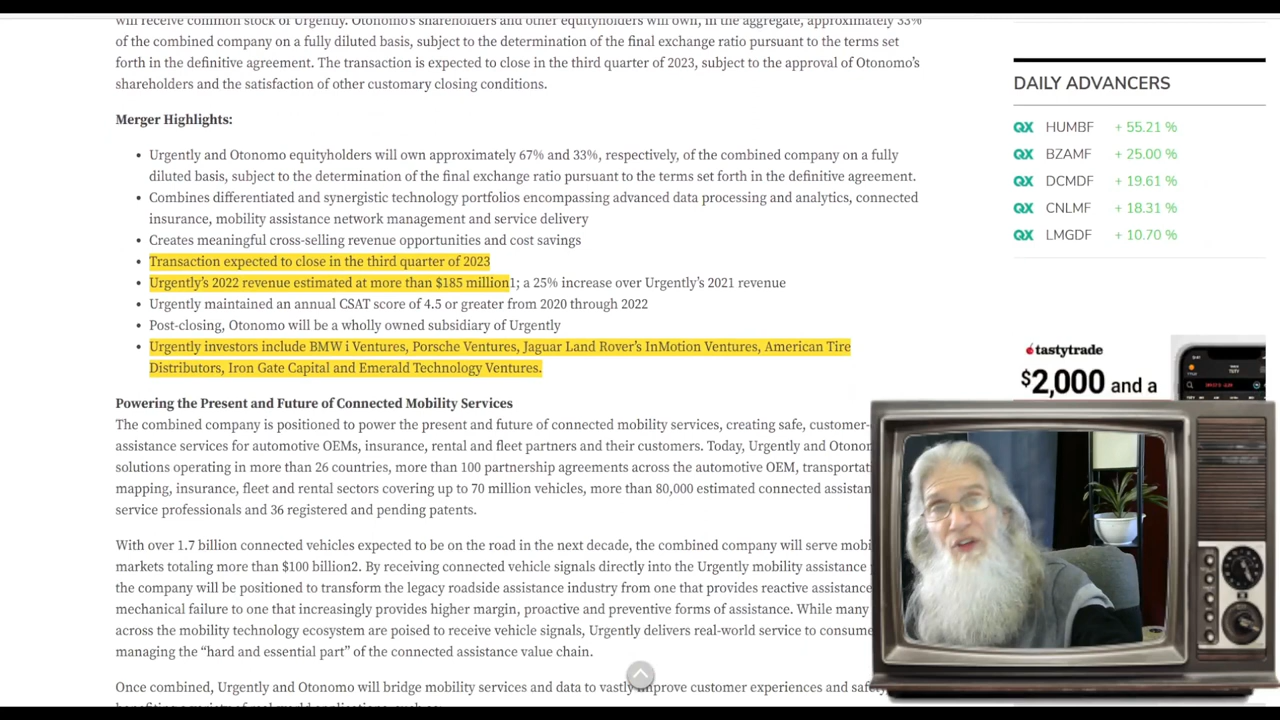 will receive common stock of Urgently. Otonomo's shareholders and other equityholders will own, in the aggregate, approximately 33%
of the combined company on a fully diluted basis, subject to the determination of the final exchange ratio pursuant to the terms set
forth in the definitive agreement. The transaction is expected to close in the third quarter of 2023, subject to the approval of Otonomo's
shareholders and the satisfaction of other customary closing conditions.
Merger Highlights:
• Urgently and Otonomo equityholders will own approximately 67% and 33%, respectively, of the combined company on a fully
diluted basis, subject to the determination of the final exchange ratio pursuant to the terms set forth in the definitive agreement.
• Combines differentiated and synergistic technology portfolios encompassing advanced data processing and analytics, connected
insurance, mobility assistance network management and service delivery
• Creates meaningful cross-selling revenue opportunities and cost savings
• Transaction expected to close in the third quarter of 2023
• Urgently's 2022 revenue estimated at more than $185 million1; a 25% increase over Urgently's 2021 revenue
• Urgently maintained an annual CSAT score of 4.5 or greater from 2020 through 2022
• Post-closing, Otonomo will be a wholly owned subsidiary of Urgently
• Urgently investors include BMW i Ventures, Porsche Ventures, Jaguar Land Rover's InMotion Ventures, American Tire
Distributors, Iron Gate Capital and Emerald Technology Ventures.
Powering the Present and Future of Connected Mobility Services
The combined company is positioned to power the present and future of connected mobility services, creating safe, customer-
assistance services for automotive OEMs, insurance, rental and fleet partners and their customers. Today, Urgently and Otonom
solutions operating in more than 26 countries, more than 100 partnership agreements across the automotive OEM, transportat
mapping, insurance, fleet and rental sectors covering up to 70 million vehicles, more than 80,000 estimated connected assistan
service professionals and 36 registered and pending patents.
With over 1.7 billion connected vehicles expected to be on the road in the next decade, the combined company will serve mobi
markets totaling more than $100 billion2. By receiving connected vehicle signals directly into the Urgently mobility assistance
the company will be positioned to transform the legacy roadside assistance industry from one that provides reactive assistance
mechanical failure to one that increasingly provides higher margin, proactive and preventive forms of assistance. While many
across the mobility technology ecosystem are poised to receive vehicle signals, Urgently delivers real-world service to consume
managing the “hard and essential part” of the connected assistance value chain.
Once combined, Urgently and Otonomo will bridge mobility services and data to vastly improve customer experiences and safe
DAILY ADVANCERS
QX HUMBF + 55.21 %
QX BZAMF + 25.00 %
QX DCMDF + 19.61 %
QX CNLMF + 18.31 %
QX LMGDF + 10.70 %
tastytrade
$2,000 and a